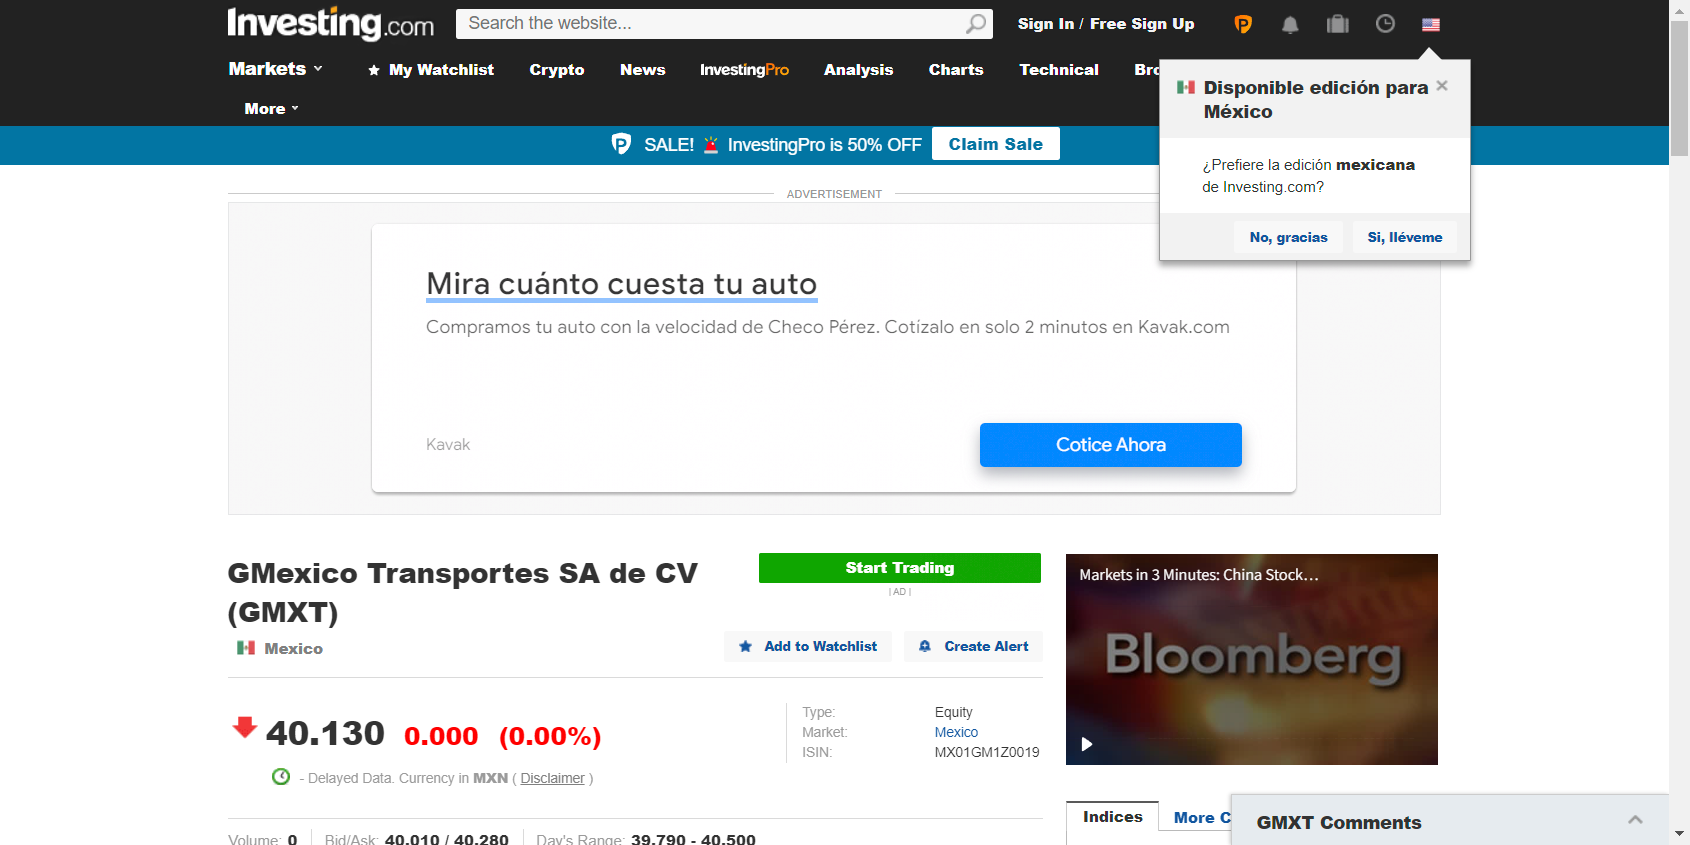 Investing.com
Search the website...
Sign In / Free Sign Up
Markets
My Watchlist
Crypto
News
InvestingPro
Analysis
Charts
Technical
Bro
More
Disponible edición para
México
¿Prefiere la edición mexicana
de Investing.com?
No, gracias
Si, lléveme
SALE! InvestingPro is 50% OFF
Claim Sale
ADVERTISEMENT
Mira cuánto cuesta tu auto
Compramos tu auto con la velocidad de Checo Pérez. Cotízalo en solo 2 minutos en Kavak.com
Kavak
Cotice Ahora
GMexico Transportes SA de CV
(GMXT)
Mexico
Start Trading
| AD |
Add to Watchlist
Create Alert
40.130 0.000 (0.00%)
- Delayed Data. Currency in MXN ( Disclaimer )
Type: Equity
Market: Mexico
ISIN: MX01GM1Z0019
Volume: 0
Bid/Ask: 40.010 / 40.280
Day's Range: 39.790 - 40.500
Markets in 3 Minutes: China Stock...
Bloomberg
Indices
More C
GMXT Comments